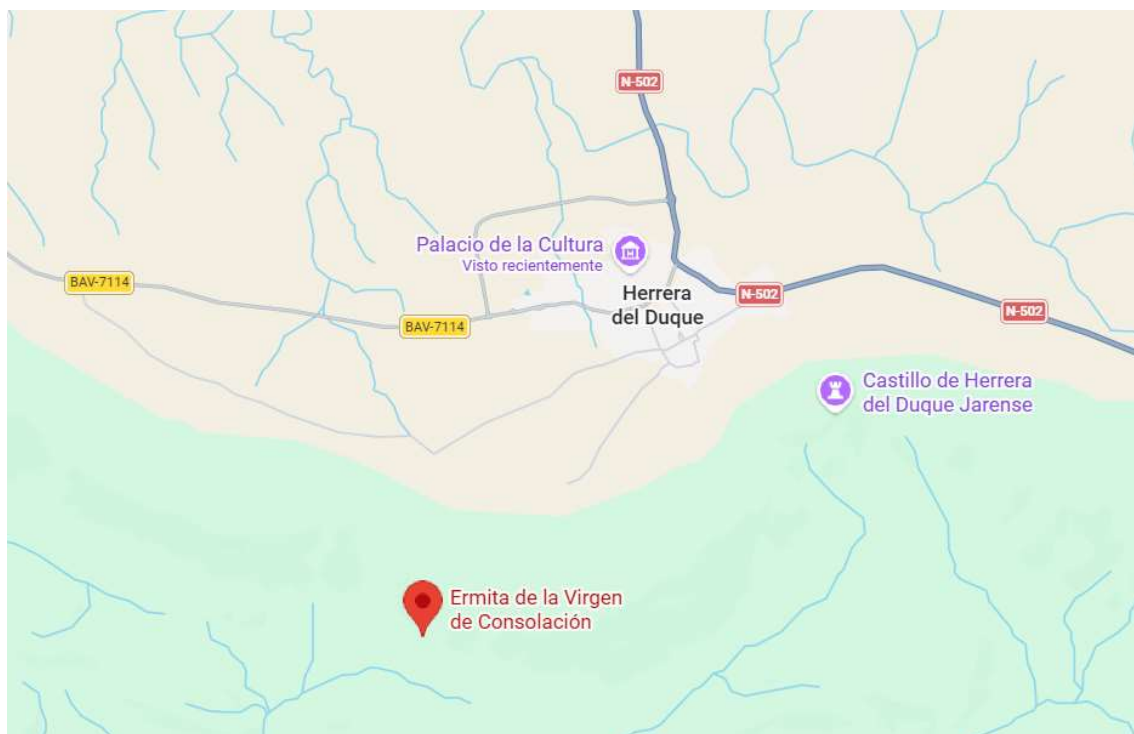 N-502
Palacio de la Cultura
Visto recientemente
BAV-7114
Herrera
del Duque
N-502
N-502
BAV-7114
Castillo de Herrera
del Duque Jarense
Ermita de la Virgen
de Consolación